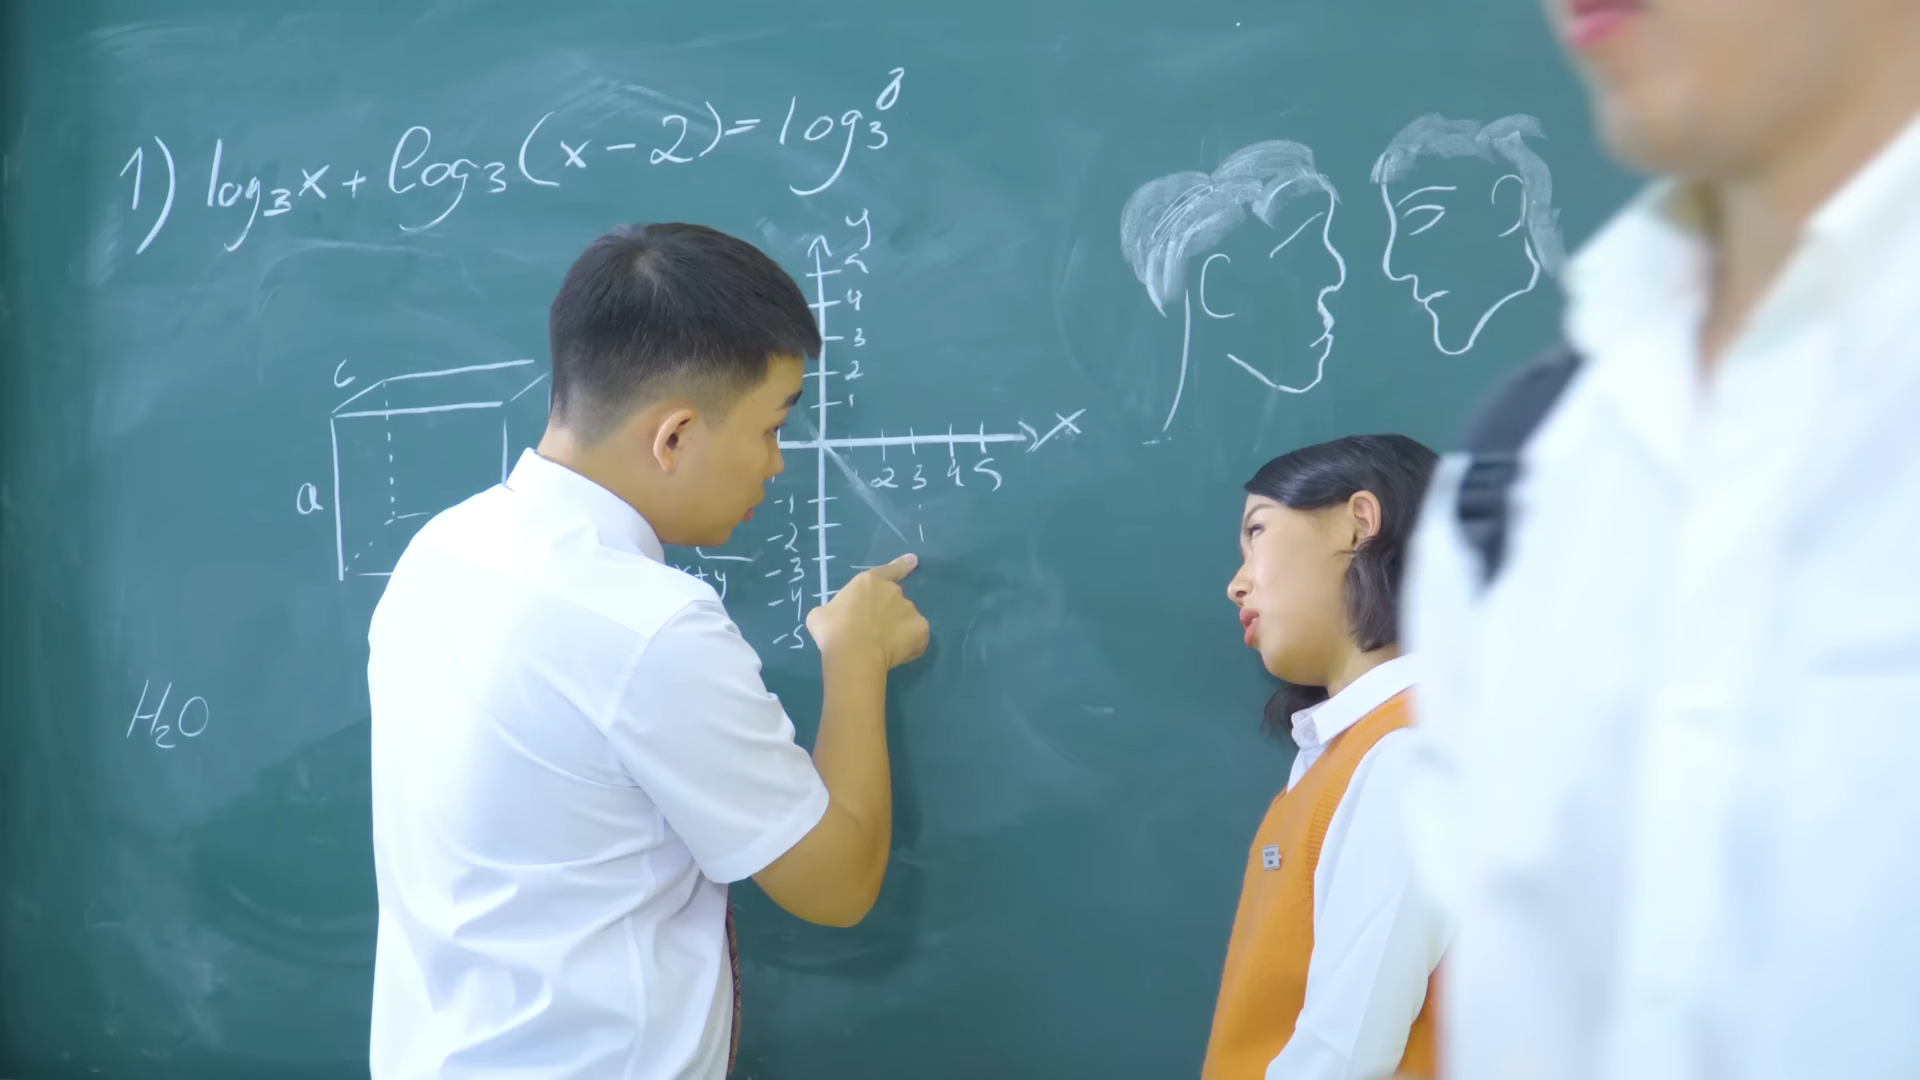 1) log₃x + log₃(x-2) = log₃8
y
5
4
3
2
1
x
2 3 4 5
-1
-2
-3
-4
-5
c
a
x+y
H₂O